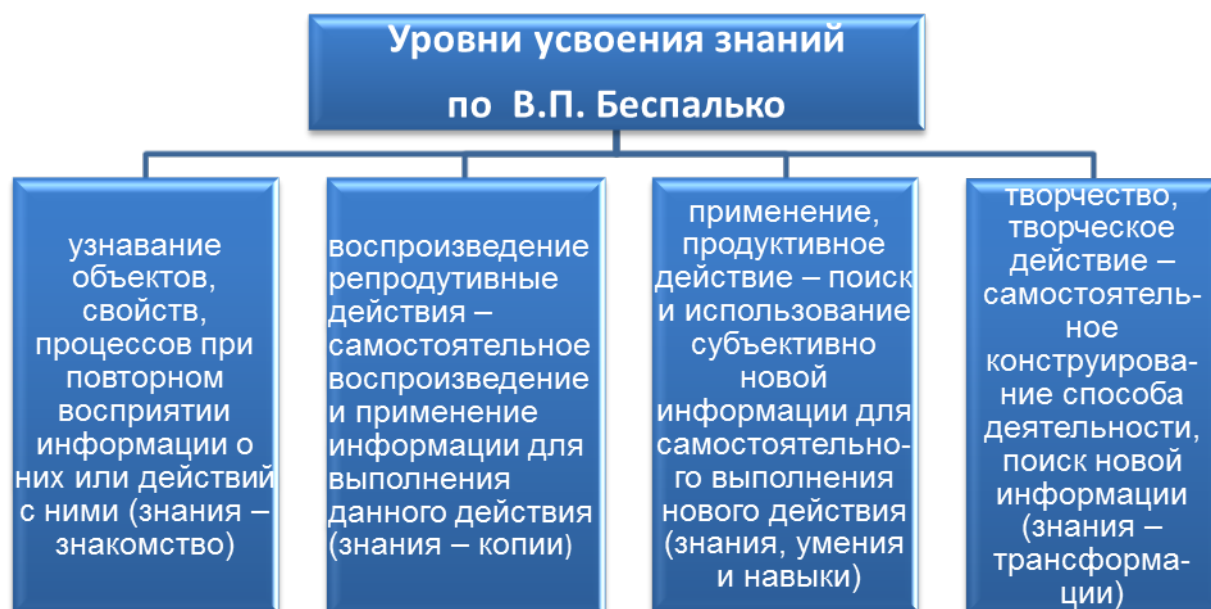 Уровни усвоения знаний
по В.П. Беспалько
узнавание
объектов,
свойств,
процессов при
повторном
восприятии
информации о
них или действий
с ними (знания –
знакомство)
воспроизведение
репродутивные
действия –
самостоятельное
воспроизведение
и применение
информации для
выполнения
данного действия
(знания – копии)
применение,
продуктивное
действие – поиск
и использование
субъективно
новой
информации для
самостоятельно-
го выполнения
нового действия
(знания, умения
и навыки)
творчество,
творческое
действие –
самостоятель-
ное
конструирова-
ние способа
деятельности,
поиск новой
информации
(знания –
трансформа-
ции)